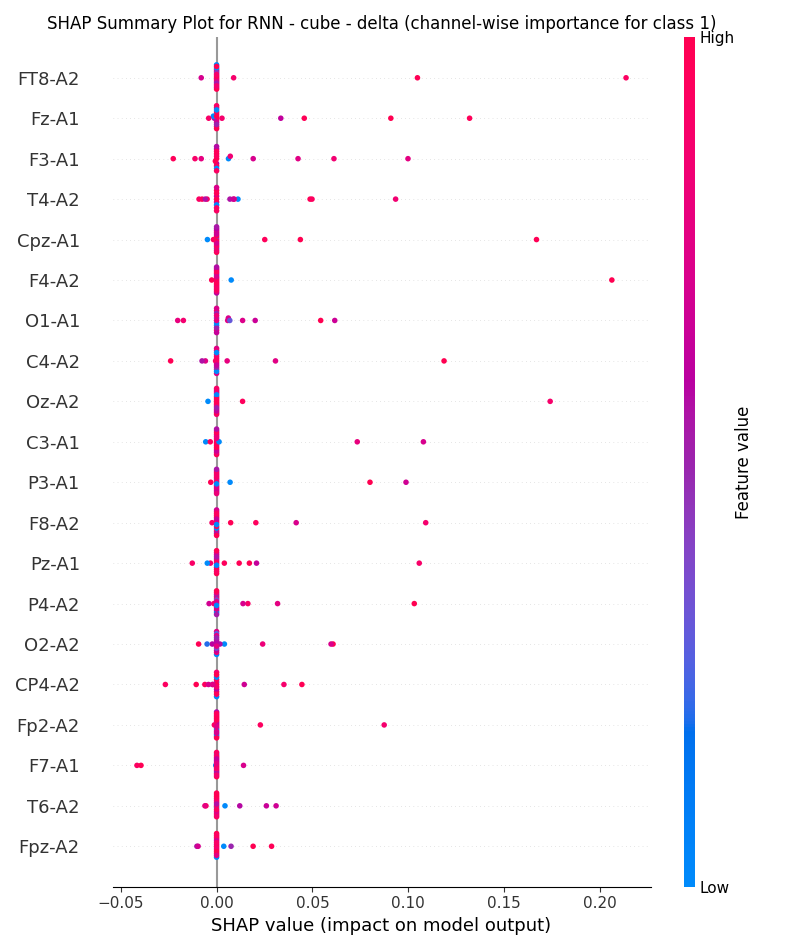 SHAP Summary Plot for RNN - cube - delta (channel-wise importance for class 1)
High
FT8-A2
Fz-A1
F3-A1
T4-A2
Cpz-A1
F4-A2
O1-A1
C4-A2
Oz-A2
C3-A1
P3-A1
F8-A2
Pz-A1
P4-A2
O2-A2
CP4-A2
Fp2-A2
F7-A1
T6-A2
Fpz-A2
Feature value
Low
−0.05 0.00 0.05 0.10 0.15 0.20
SHAP value (impact on model output)